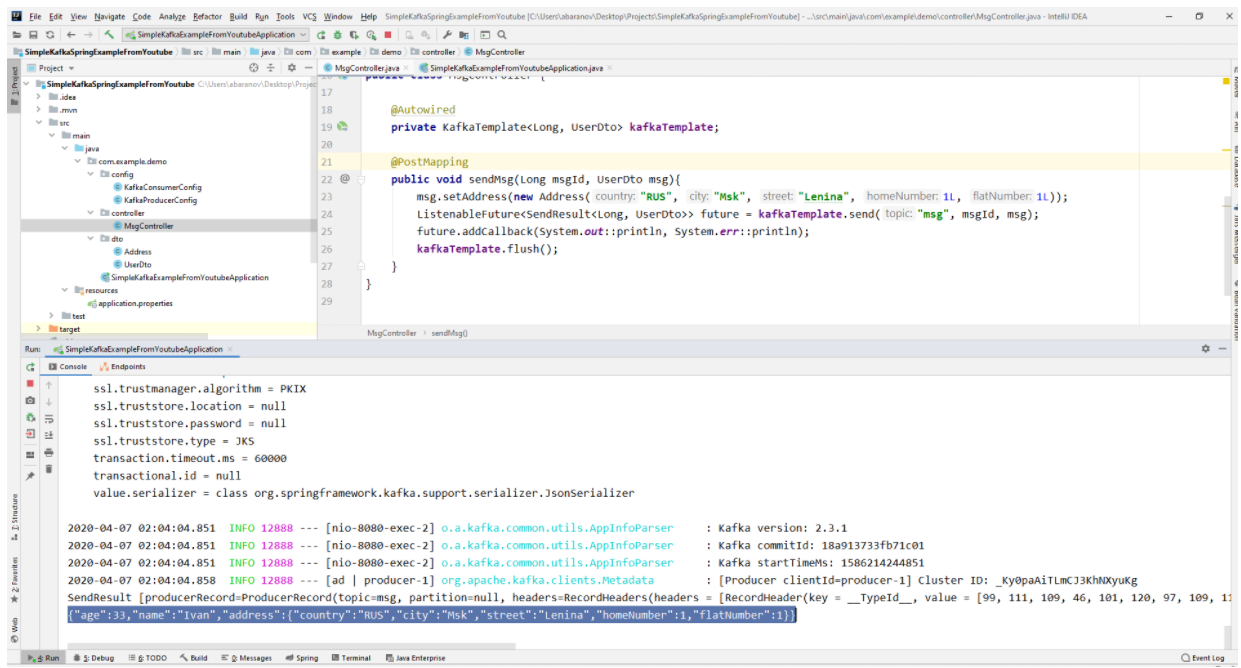 File Edit View Navigate Code Analyze Refactor Build Run Tools VCS Window Help SimpleKafkaSpringExampleFromYoutube [C:\Users\abaranov\Desktop\Projects\SimpleKafkaSpringExampleFromYoutube] - ...\src\main\java\com\example\demo\controller\MsgController.java - IntelliJ IDEA
SimpleKafkaExampleFromYoutubeApplication
SimpleKafkaSpringExampleFromYoutube src main java com example demo controller MsgController
Project
MsgController.java SimpleKafkaExampleFromYoutubeApplication.java
1: Project
SimpleKafkaSpringExampleFromYoutube C:\Users\abaranov\Desktop\Projec
.idea
.mvn
src
main
java
com.example.demo
config
KafkaConsumerConfig
KafkaProducerConfig
controller
MsgController
dto
Address
UserDto
SimpleKafkaExampleFromYoutubeApplication
resources
application.properties
test
target
public class MsgController {
17
18 @Autowired
19 private KafkaTemplate<Long, UserDto> kafkaTemplate;
20
21 @PostMapping
22 @ public void sendMsg(Long msgId, UserDto msg){
23 msg.setAddress(new Address( country: "RUS", city: "Msk", street: "Lenina", homeNumber: 1L, flatNumber: 1L));
24 ListenableFuture<SendResult<Long, UserDto>> future = kafkaTemplate.send( topic: "msg", msgId, msg);
25 future.addCallback(System.out::println, System.err::println);
26 kafkaTemplate.flush();
27 }
28 }
29
MsgController sendMsg()
Run: SimpleKafkaExampleFromYoutubeApplication
Console Endpoints
ssl.trustmanager.algorithm = PKIX
ssl.truststore.location = null
ssl.truststore.password = null
ssl.truststore.type = JKS
transaction.timeout.ms = 60000
transactional.id = null
value.serializer = class org.springframework.kafka.support.serializer.JsonSerializer
2020-04-07 02:04:04.851 INFO 12888 --- [nio-8080-exec-2] o.a.kafka.common.utils.AppInfoParser : Kafka version: 2.3.1
2020-04-07 02:04:04.851 INFO 12888 --- [nio-8080-exec-2] o.a.kafka.common.utils.AppInfoParser : Kafka commitId: 18a913733fb71c01
2020-04-07 02:04:04.851 INFO 12888 --- [nio-8080-exec-2] o.a.kafka.common.utils.AppInfoParser : Kafka startTimeMs: 1586214244851
2020-04-07 02:04:04.858 INFO 12888 --- [ad | producer-1] org.apache.kafka.clients.Metadata : [Producer clientId=producer-1] Cluster ID: _Ky0paAiTLmCJ3KhNXyuKg
SendResult [producerRecord=ProducerRecord(topic=msg, partition=null, headers=RecordHeaders(headers = [RecordHeader(key = __TypeId__, value = [99, 111, 109, 46, 101, 120, 97, 109, 11
{"age":33,"name":"Ivan","address":{"country":"RUS","city":"Msk","street":"Lenina","homeNumber":1,"flatNumber":1}}
Z: Structure
2: Favorites
Web
4: Run 5: Debug 6: TODO Build 0: Messages Spring Terminal Java Enterprise Event Log